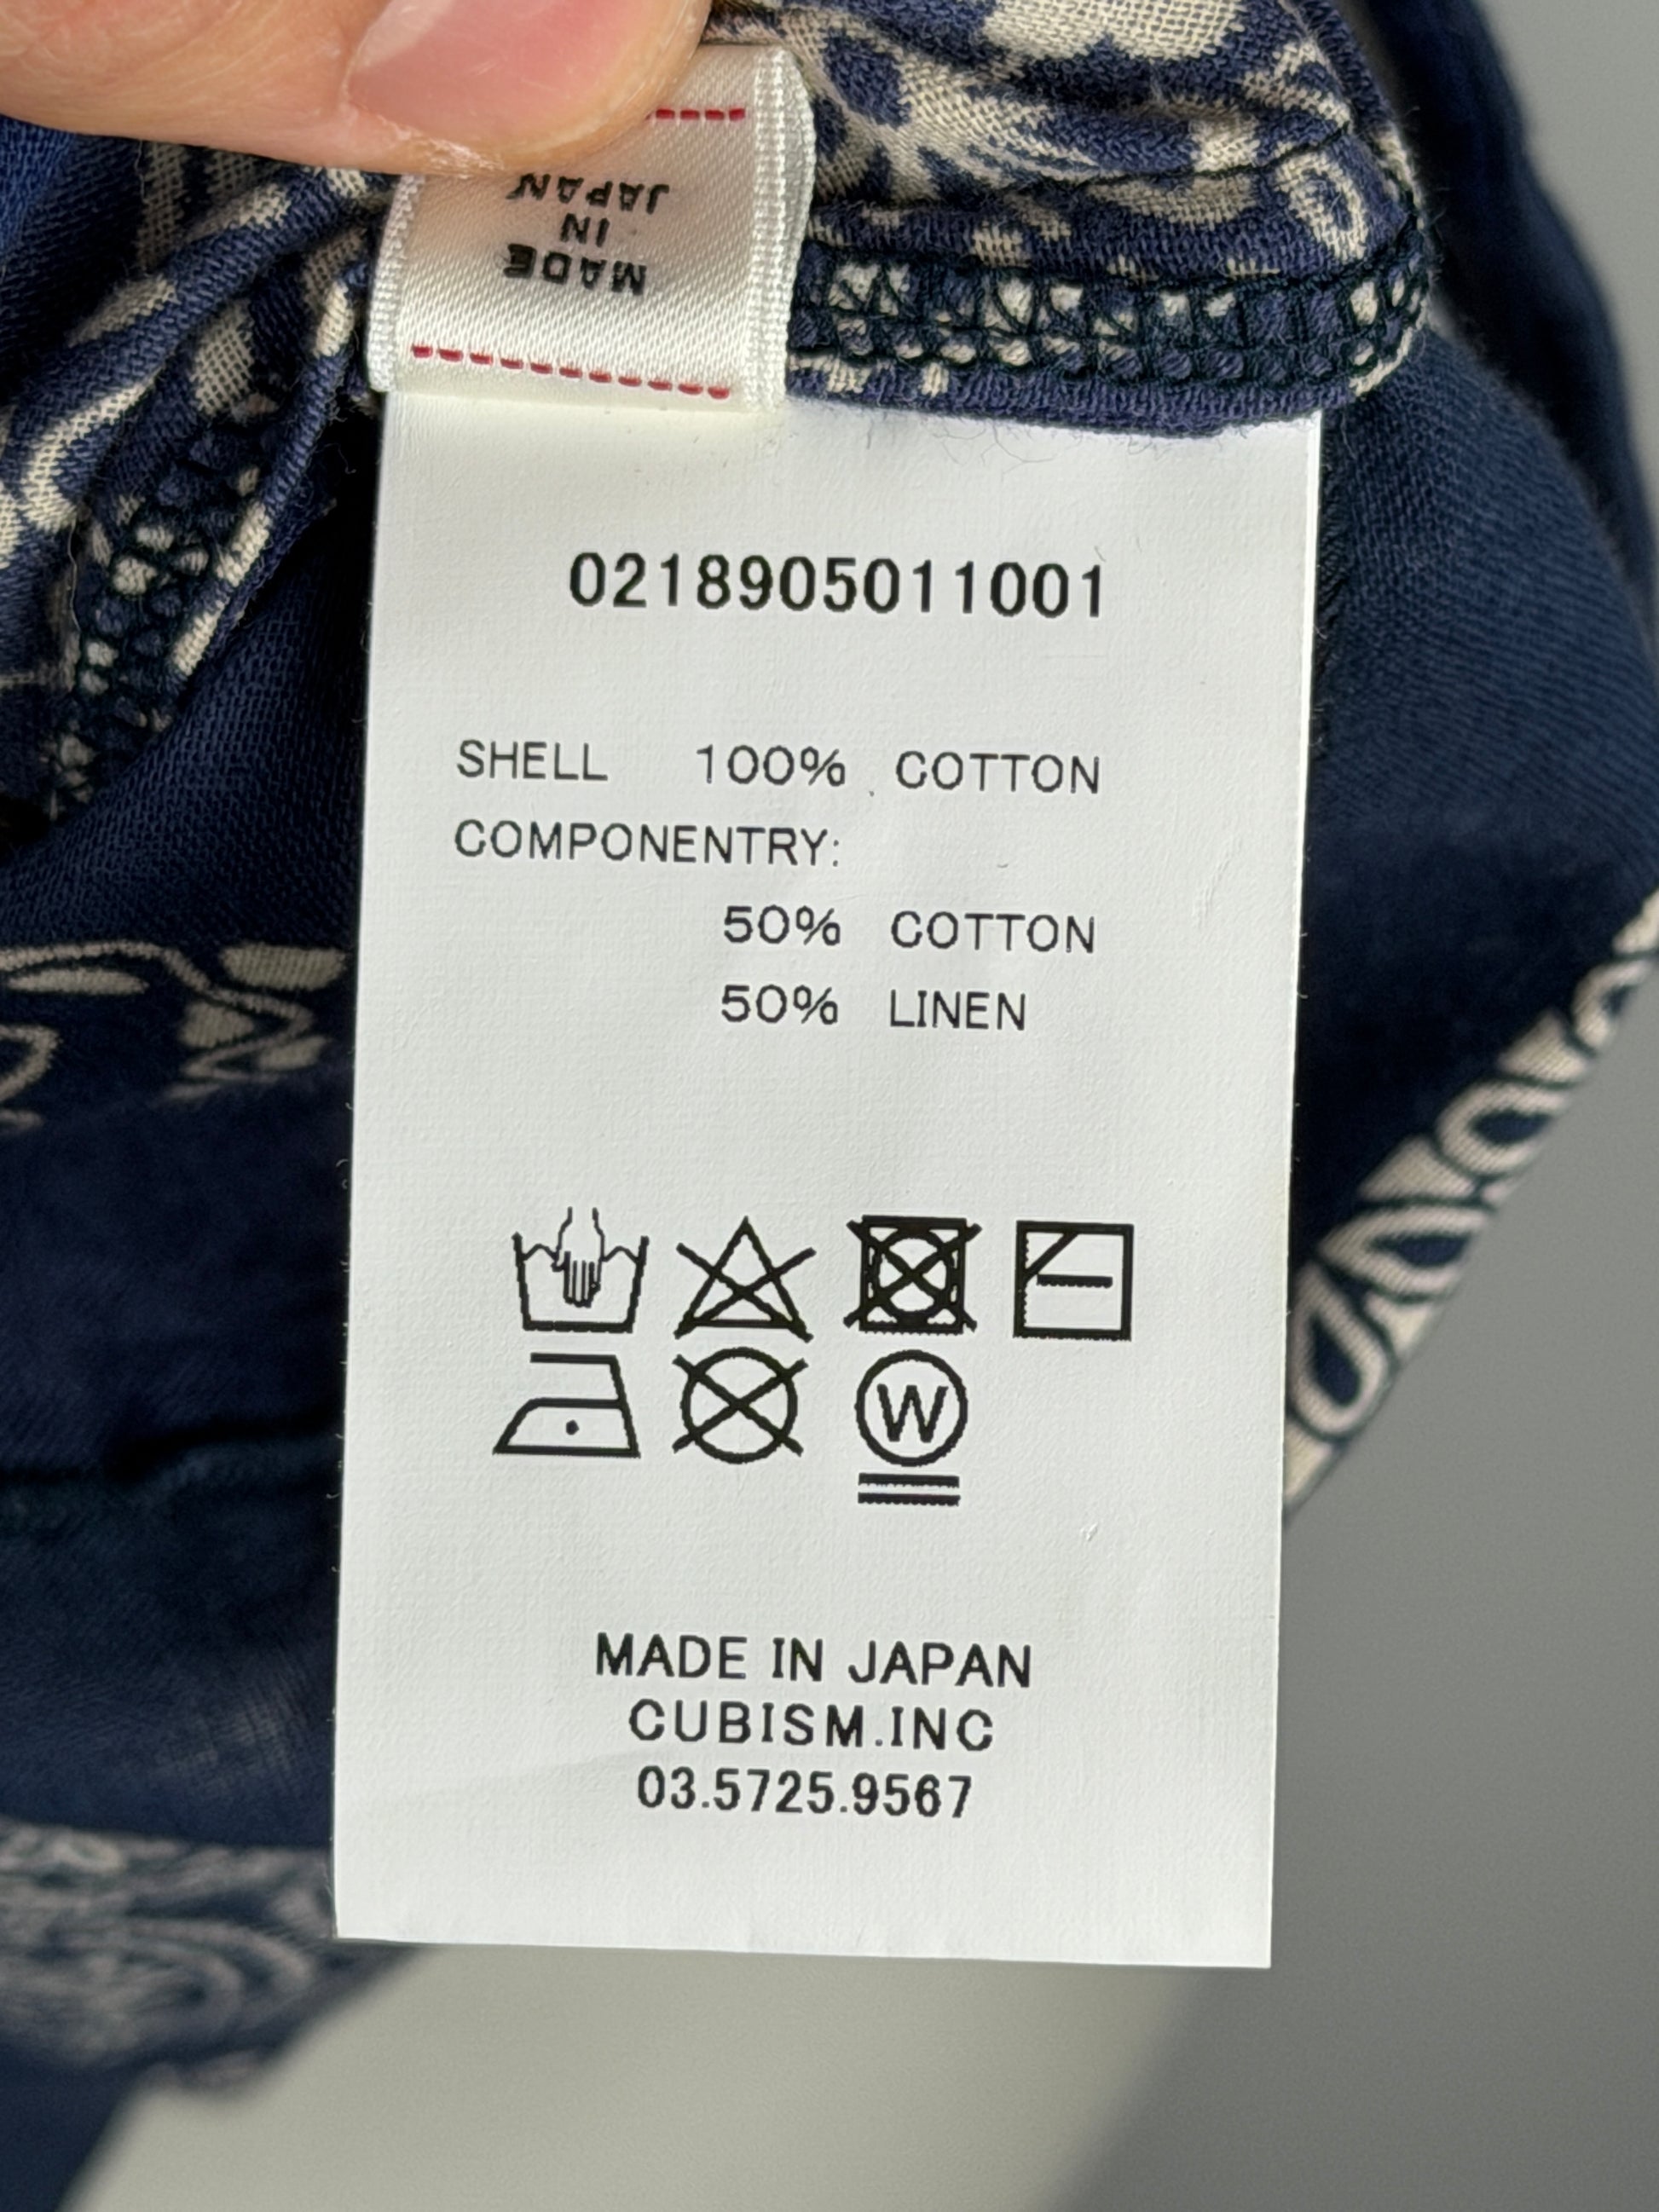 MADE
IN
JAPAN
0218905011001
SHELL 100% COTTON
COMPONENTRY:
50% COTTON
50% LINEN
W
MADE IN JAPAN
CUBISM.INC
03.5725.9567